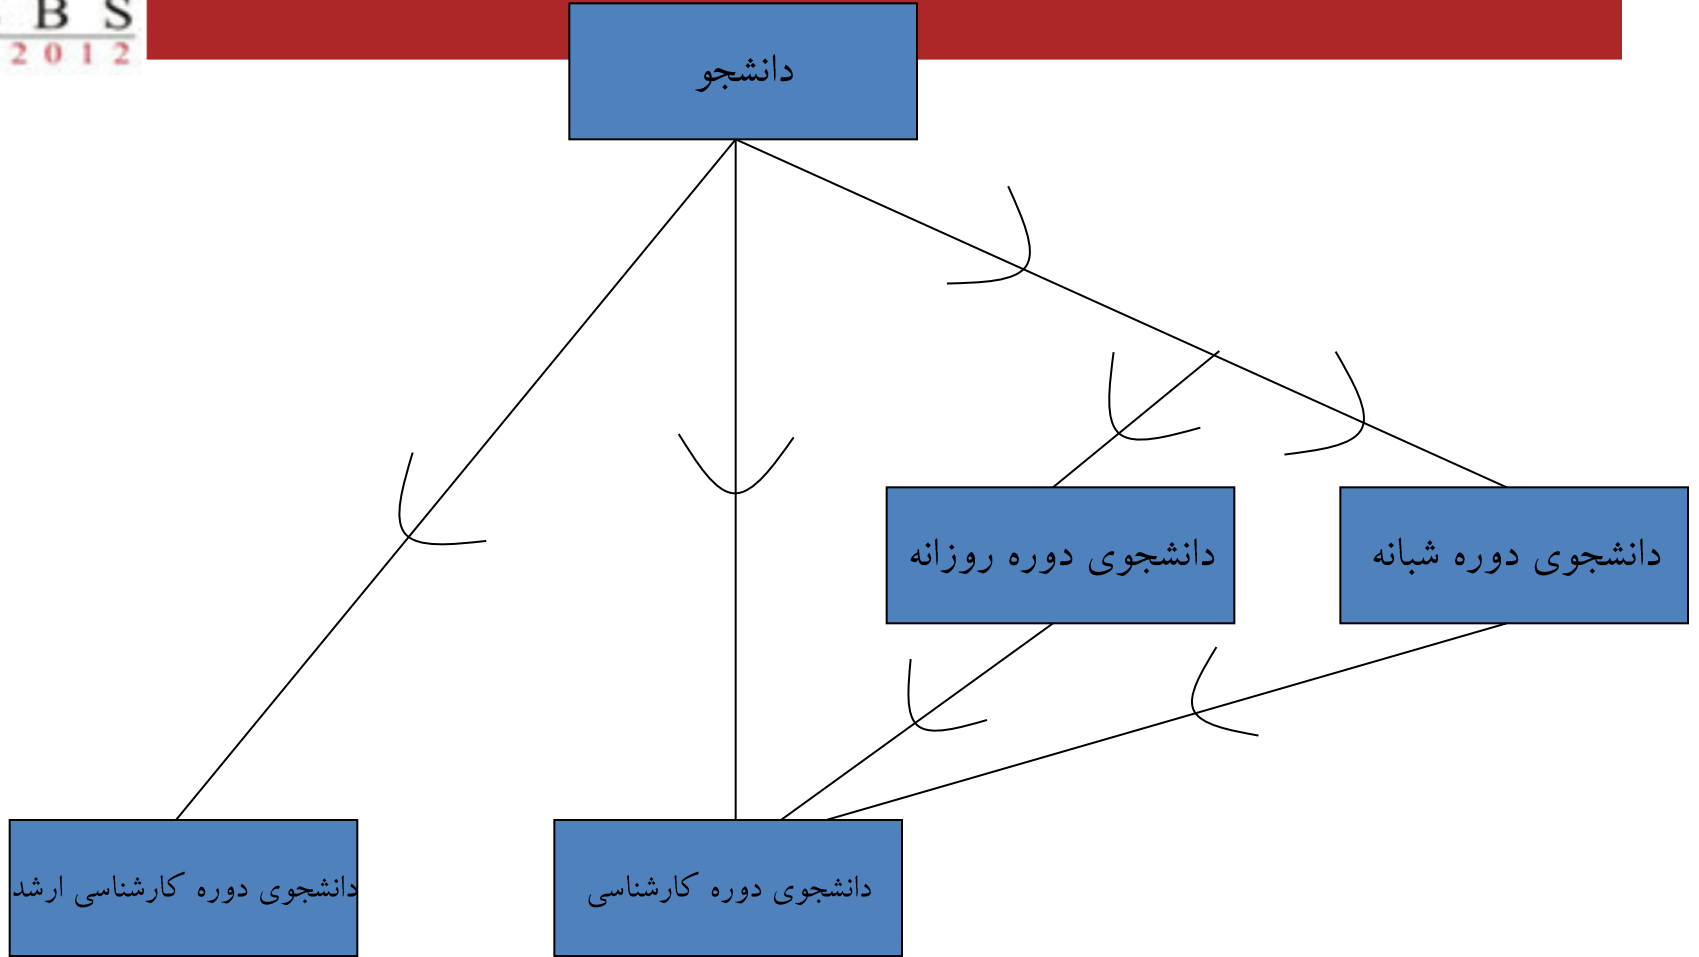 B S
2012
دانشجو
دانشجوی دوره شبانه
دانشجوی دوره روزانه
دانشجوی دوره کارشناسی
دانشجوی دوره کارشناسی ارشد